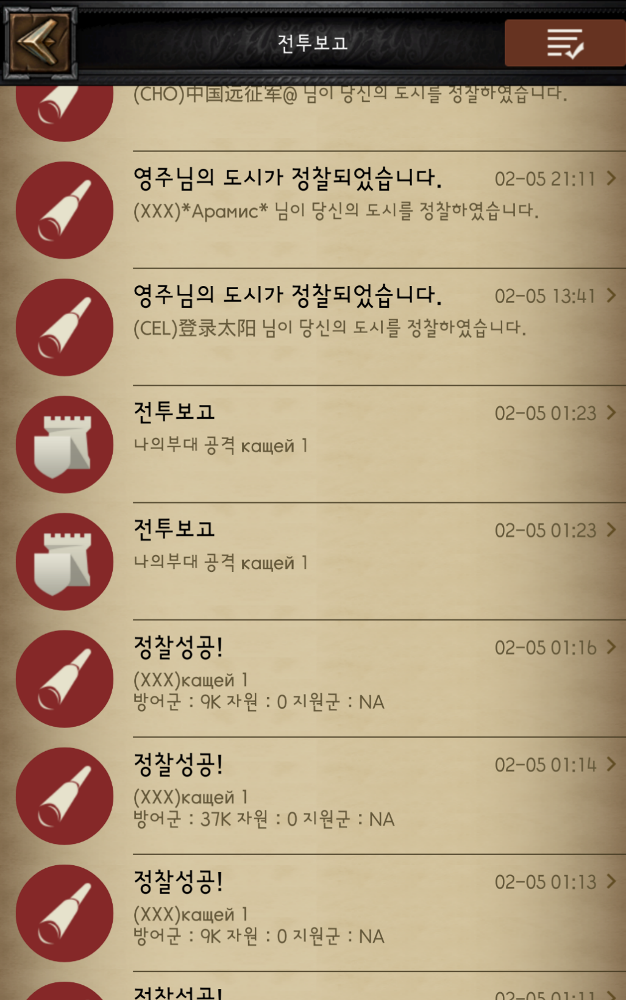 전투보고
(CHO)中国远征军@ 님이 당신의 도시를 정찰하였습니다.
영주님의 도시가 정찰되었습니다. 02-05 21:11
(XXX)*Арамис* 님이 당신의 도시를 정찰하였습니다.
영주님의 도시가 정찰되었습니다. 02-05 13:41
(CEL)登录太阳 님이 당신의 도시를 정찰하였습니다.
전투보고 02-05 01:23
나의부대 공격 кащей 1
전투보고 02-05 01:23
나의부대 공격 кащей 1
정찰성공! 02-05 01:16
(XXX)кащей 1
방어군 : 9K 자원 : 0 지원군 : NA
정찰성공! 02-05 01:14
(XXX)кащей 1
방어군 : 37K 자원 : 0 지원군 : NA
정찰성공! 02-05 01:13
(XXX)кащей 1
방어군 : 9K 자원 : 0 지원군 : NA
정찰성공! 02-05 01:11